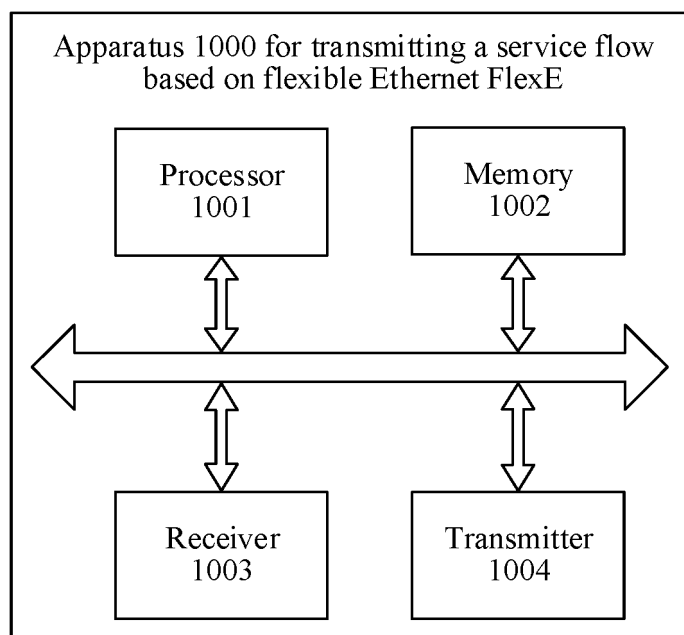 Apparatus 1000 for transmitting a service flow
based on flexible Ethernet FlexE
Processor
1001
Memory
1002
Receiver
1003
Transmitter
1004